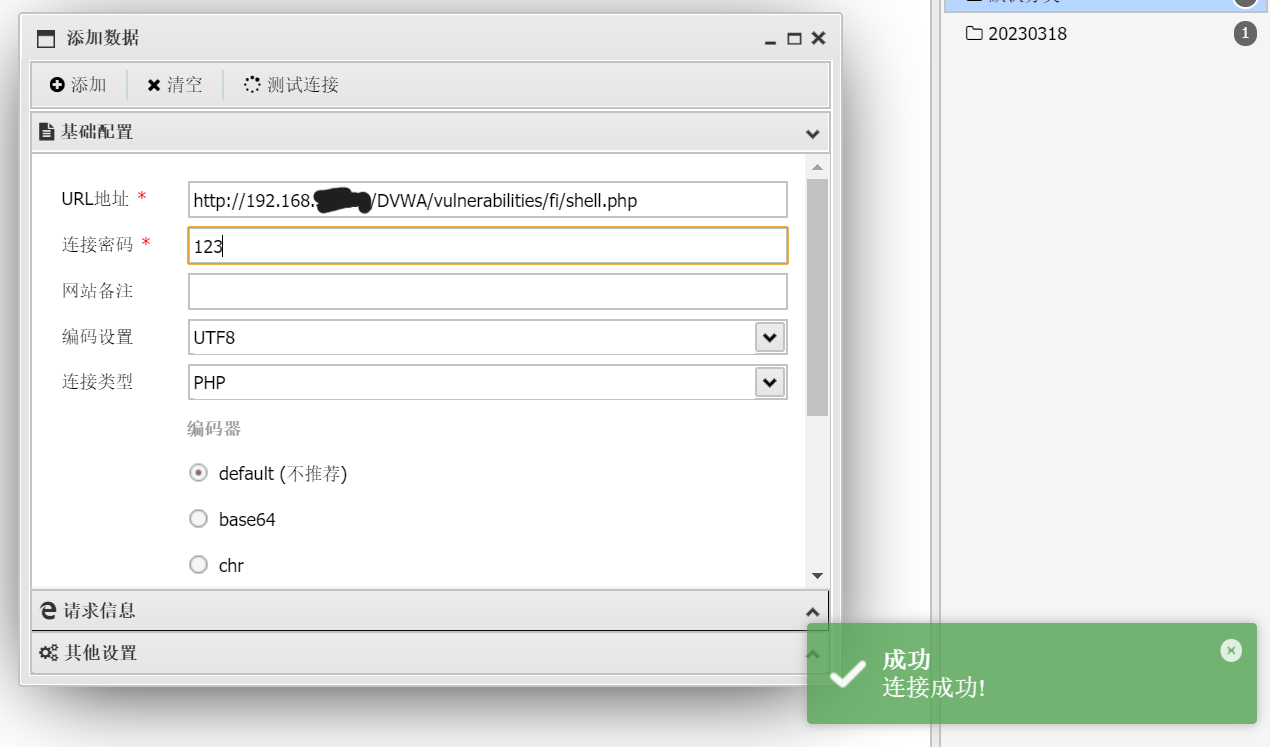 添加数据
添加 清空 测试连接
基础配置
URL地址 * http://192.168. /DVWA/vulnerabilities/fi/shell.php
连接密码 * 123
网站备注
编码设置 UTF8
连接类型 PHP
编码器
default (不推荐)
base64
chr
请求信息
其他设置
20230318 1
成功
连接成功!